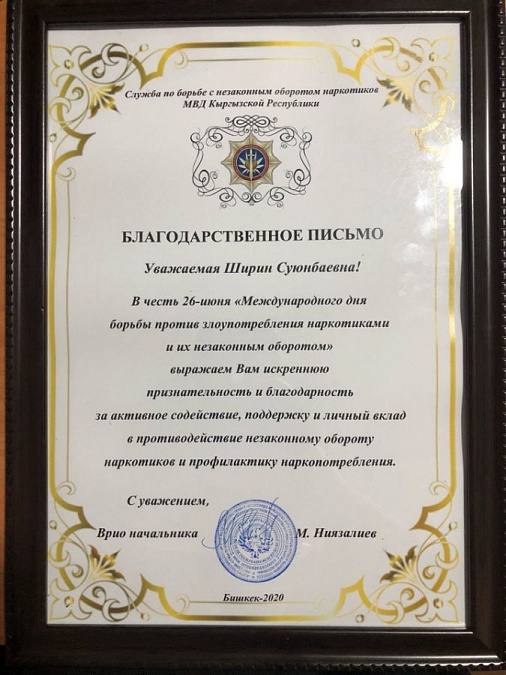 Служба по борьбе с незаконным оборотом наркотиков
МВД Кыргызской Республики
БЛАГОДАРСТВЕННОЕ ПИСЬМО
Уважаемая Ширин Суюнбаевна!
В честь 26-июня «Международного дня
борьбы против злоупотребления наркотиками
и их незаконным оборотом»
выражаем Вам искреннюю
признательность и благодарность
за активное содействие, поддержку и личный вклад
в противодействие незаконному обороту
наркотиков и профилактику наркопотребления.
С уважением,
Врио начальника М. Ниязалиев
Бишкек-2020